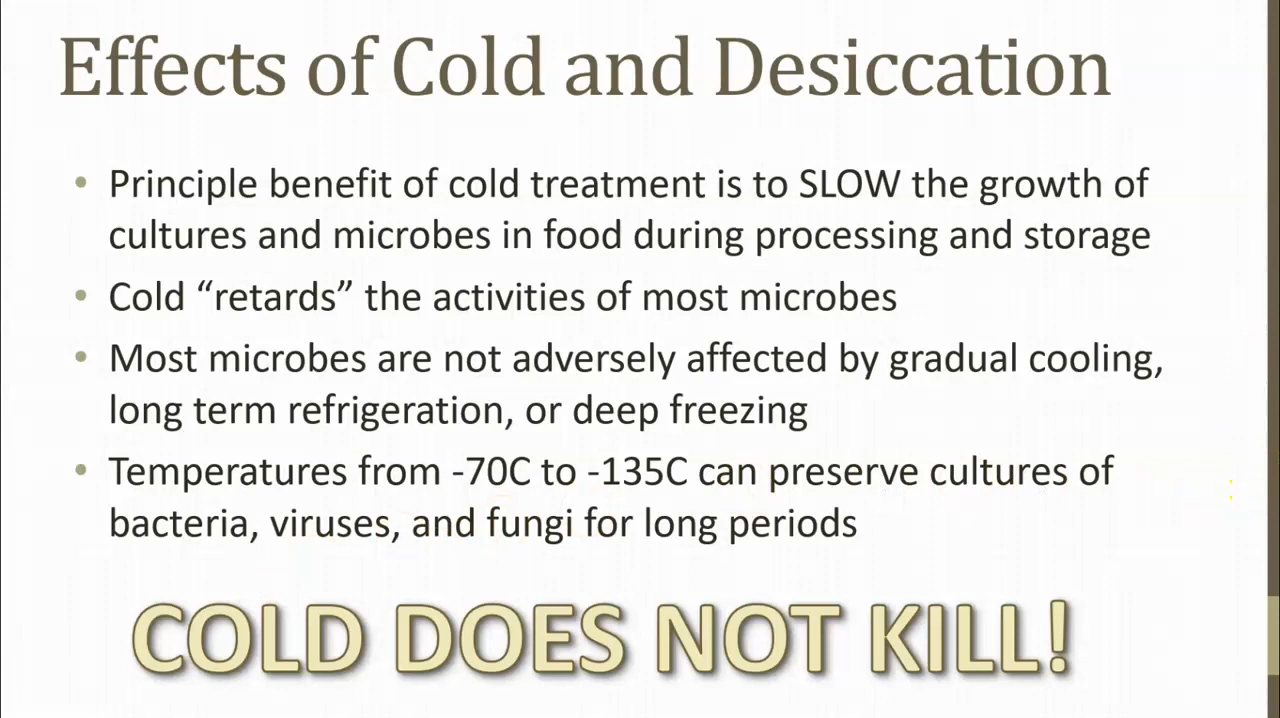 Effects of Cold and Desiccation
• Principle benefit of cold treatment is to SLOW the growth of
cultures and microbes in food during processing and storage
• Cold “retards” the activities of most microbes
• Most microbes are not adversely affected by gradual cooling,
long term refrigeration, or deep freezing
• Temperatures from -70C to -135C can preserve cultures of
bacteria, viruses, and fungi for long periods
COLD DOES NOT KILL!